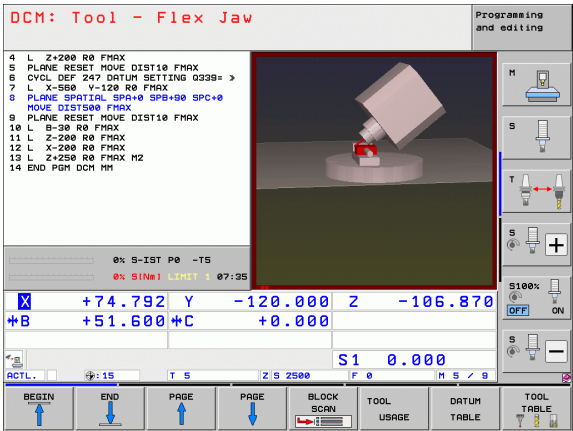 DCM: Tool - Flex Jaw
Programming
and editing
4 L Z+200 R0 FMAX
5 PLANE RESET MOVE DIST10 FMAX
6 CYCL DEF 247 DATUM SETTING Q339= »
7 L X-560 Y-120 R0 FMAX
8 PLANE SPATIAL SPA+0 SPB+90 SPC+0
MOVE DIST500 FMAX
9 PLANE RESET MOVE DIST10 FMAX
10 L B-30 R0 FMAX
11 L Z-200 R0 FMAX
12 L X-200 R0 FMAX
13 L Z+250 R0 FMAX M2
14 END PGM DCM MM
0% S-IST P0 -T5
0% S[Nm] LIMIT 1 07:35
X +74.792 Y -120.000 Z -106.870
B +51.600 C +0.000
S1 0.000
ACTL. : 15 T 5 Z S 2500 F 0 M 5 / 9
M
S
T
S
+
S100%
OFF ON
S
-
BEGIN
END
PAGE
PAGE
BLOCK
SCAN
TOOL
USAGE
DATUM
TABLE
TOOL
TABLE